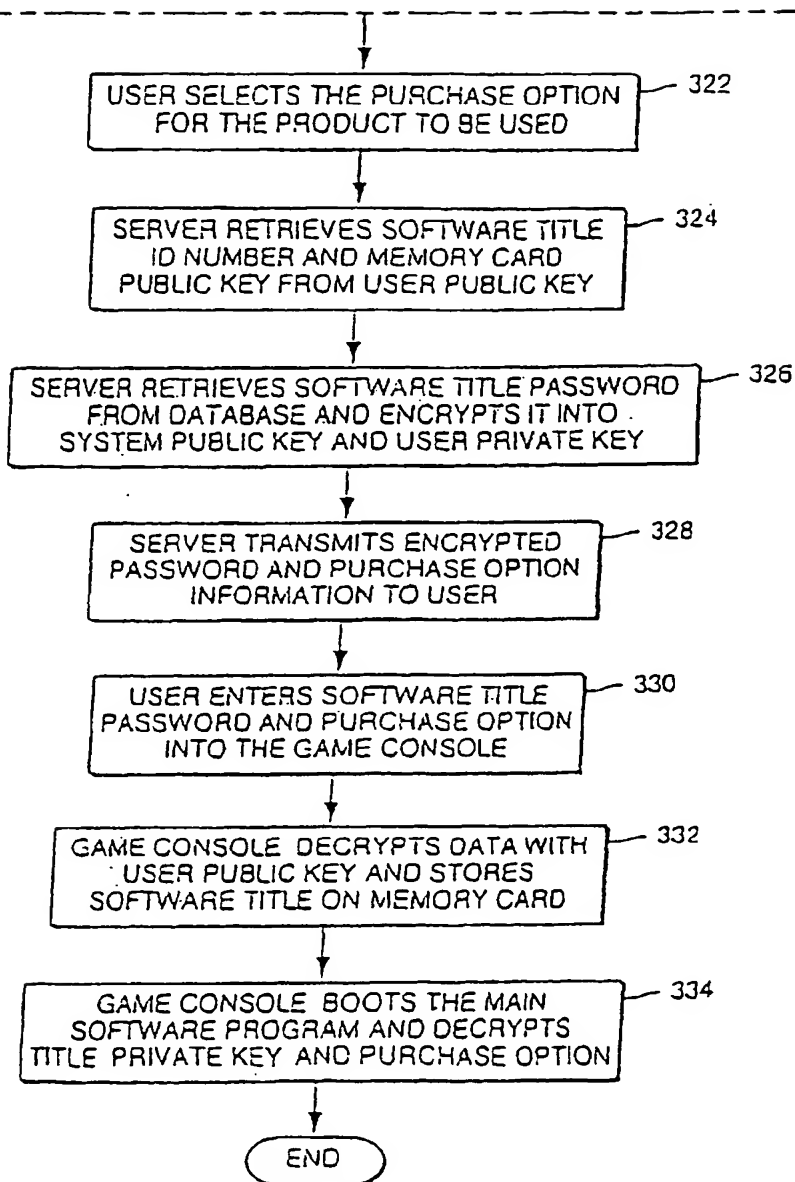 USER SELECTS THE PURCHASE OPTION
FOR THE PRODUCT TO BE USED
322
SERVER RETRIEVES SOFTWARE TITLE
ID NUMBER AND MEMORY CARD
PUBLIC KEY FROM USER PUBLIC KEY
324
SERVER RETRIEVES SOFTWARE TITLE PASSWORD
FROM DATABASE AND ENCRYPTS IT INTO
SYSTEM PUBLIC KEY AND USER PRIVATE KEY
326
SERVER TRANSMITS ENCRYPTED
PASSWORD AND PURCHASE OPTION
INFORMATION TO USER
328
USER ENTERS SOFTWARE TITLE
PASSWORD AND PURCHASE OPTION
INTO THE GAME CONSOLE
330
GAME CONSOLE DECRYPTS DATA WITH
USER PUBLIC KEY AND STORES
SOFTWARE TITLE ON MEMORY CARD
332
GAME CONSOLE BOOTS THE MAIN
SOFTWARE PROGRAM AND DECRYPTS
TITLE PRIVATE KEY AND PURCHASE OPTION
334
END